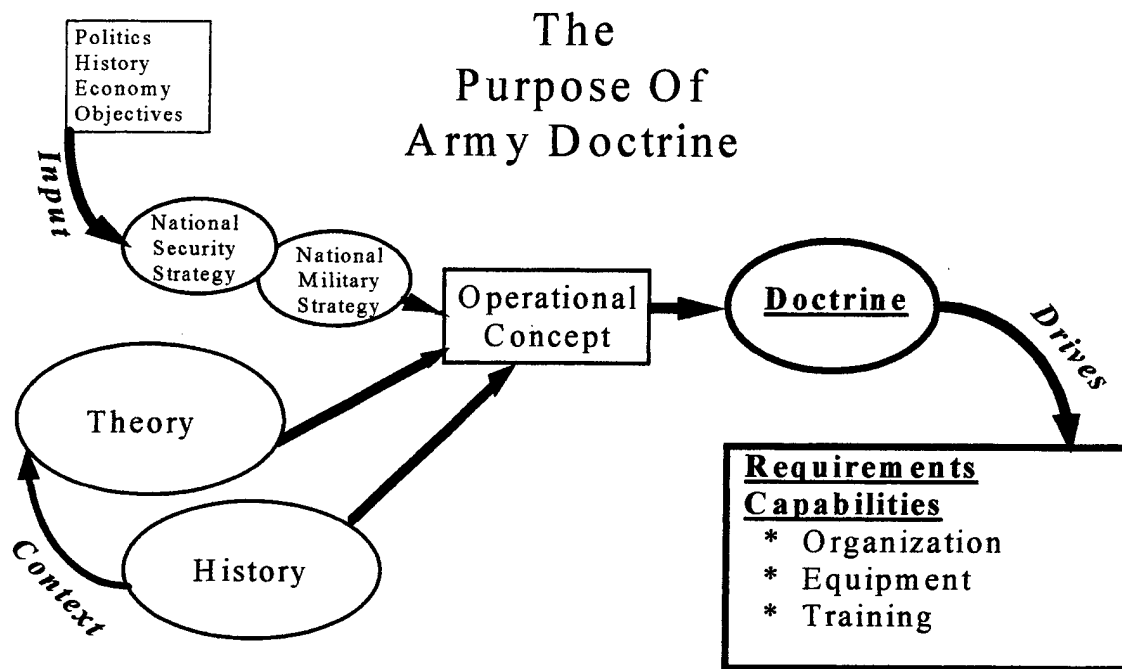 The
Purpose Of
Army Doctrine
Politics
History
Economy
Objectives
Input
National
Security
Strategy
National
Military
Strategy
Operational
Concept
Doctrine
Drives
Theory
History
Context
Requirements
Capabilities
* Organization
* Equipment
* Training